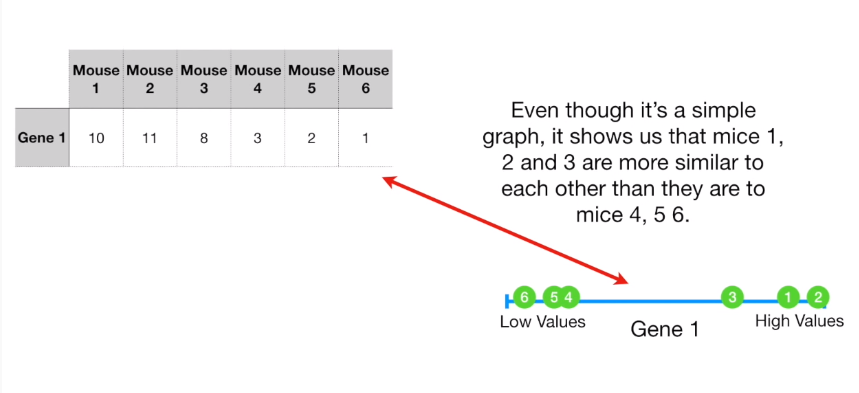 Mouse Mouse Mouse Mouse Mouse Mouse
1 2 3 4 5 6
Gene 1 10 11 8 3 2 1
Even though it's a simple
graph, it shows us that mice 1,
2 and 3 are more similar to
each other than they are to
mice 4, 5 6.
6 5 4 3 1 2
Low Values High Values
Gene 1